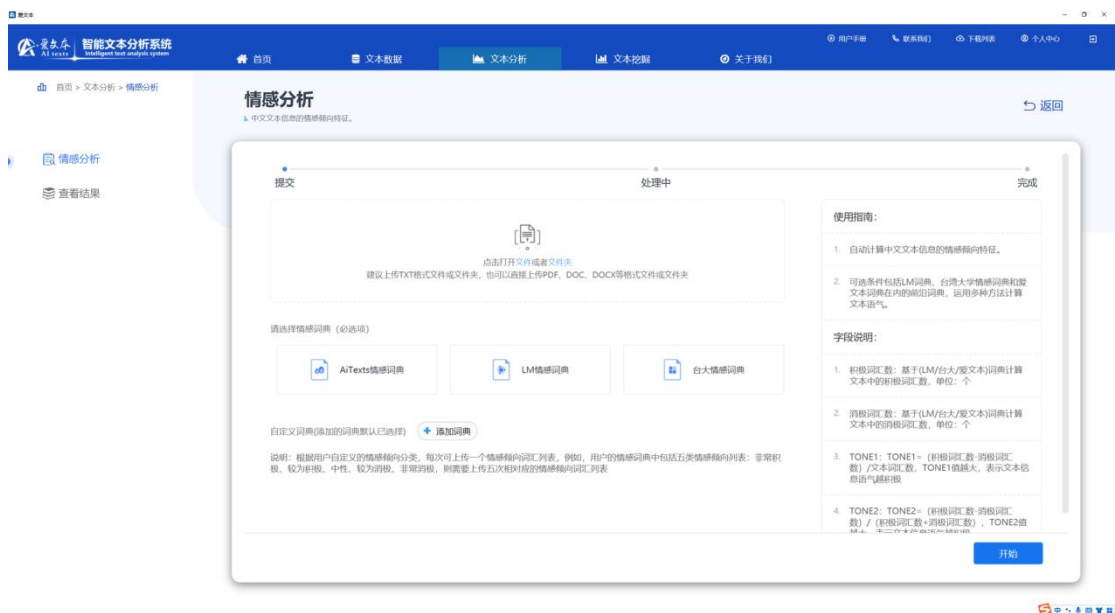 爱文本
爱文本
AI texts
智能文本分析系统
Intelligent text analysis system
用户手册
联系我们
下载列表
个人中心
首页
文本数据
文本分析
文本挖掘
关于我们
首页 > 文本分析 > 情感分析
情感分析
中文文本信息的情感倾向特征。
返回
情感分析
查看结果
提交
处理中
完成
点击打开文件或者文件夹
建议上传TXT格式文件或文件夹，也可以直接上传PDF、DOC、DOCX等格式文件或文件夹
请选择情感词典（必选项）
AiTexts情感词典
LM情感词典
台大情感词典
自定义词典(添加的词典默认已选择)
添加词典
说明：根据用户自定义的情感倾向分类，每次可上传一个情感倾向词汇列表，例如，用户的情感词典中包括五类情感倾向列表：非常积
极、较为积极、中性、较为消极、非常消极，则需要上传五次相对应的情感倾向词汇列表
使用指南：
1. 自动计算中文文本信息的情感倾向特征。
2. 可选条件包括LM词典、台湾大学情感词典和爱
文本词典在内的前沿词典，运用多种方法计算
文本语气。
字段说明：
1. 积极词汇数：基于(LM/台大/爱文本)词典计算
文本中的积极词汇数，单位：个
2. 消极词汇数：基于(LM/台大/爱文本)词典计算
文本中的消极词汇数，单位：个
3. TONE1：TONE1=（积极词汇数-消极词汇
数）/文本词汇数，TONE1值越大，表示文本信
息语气越积极
4. TONE2：TONE2=（积极词汇数-消极词汇
数）/（积极词汇数+消极词汇数），TONE2值
开始
中